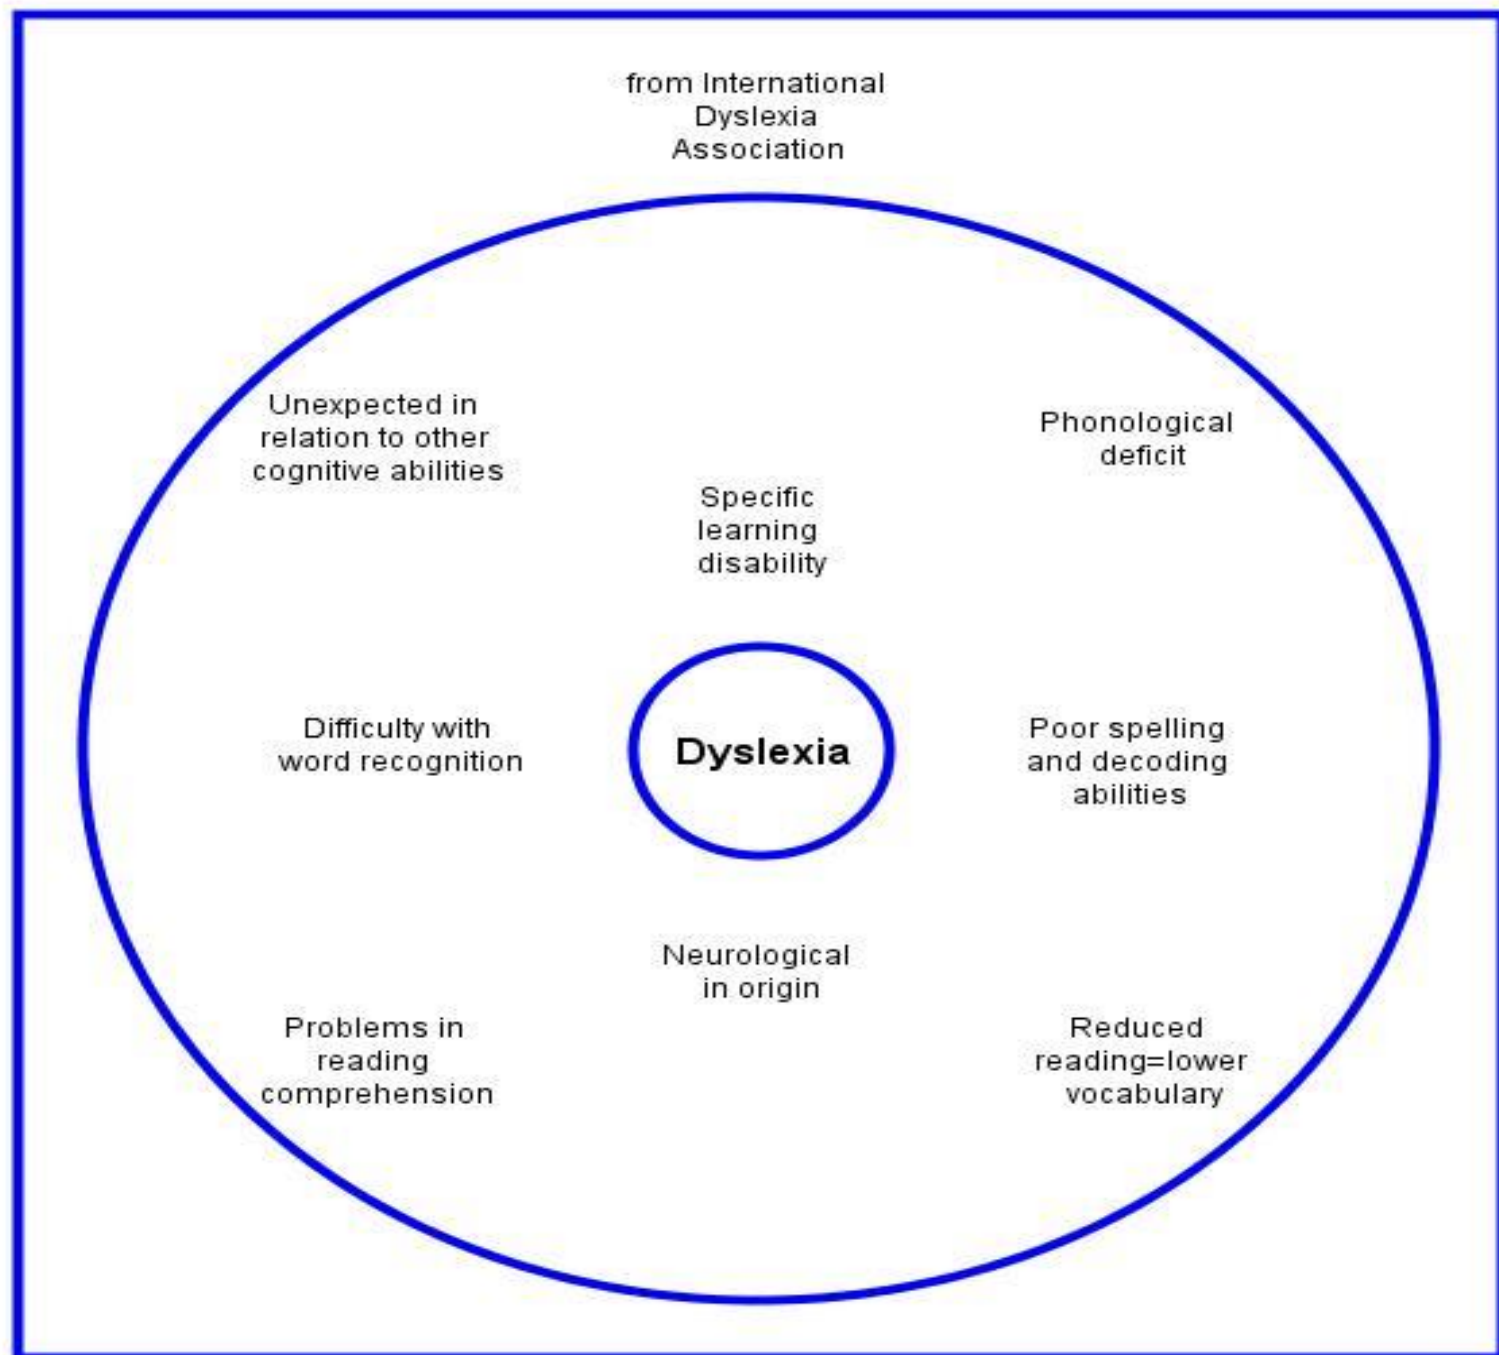 from International
Dyslexia
Association
Unexpected in
relation to other
cognitive abilities
Phonological
deficit
Specific
learning
disability
Difficulty with
word recognition
Dyslexia
Poor spelling
and decoding
abilities
Neurological
in origin
Problems in
reading
comprehension
Reduced
reading=lower
vocabulary